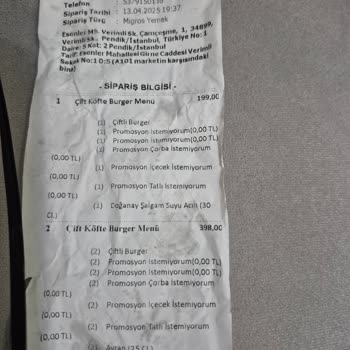 Telefon : 5379150110
Sipariş Tarihi : 13.04.2025 19:37
Sipariş Türü : Migros Yemek
Esenler Mh. Verimli Sk., Çamçeşme, 1, 34899,
Verimli Sk., Pendik/İstanbul, Türkiye No: 1
Daire: 5 Kat: 2 Pendik/İstanbul
Tarif: Esenler Mahallesi Girne Caddesi Verimli
Sokak No:1 D:5 (A101 marketin karşısındaki
bina)
- SİPARİŞ BİLGİSİ -
1 Çift Köfte Burger Menü 199,00
(1) Çiftli Burger
(1) Promosyon İstemiyorum(0,00 TL)
(1) Promosyon İstemiyorum(0,00 TL)
(1) Promosyon Çorba İstemiyorum
(0,00 TL)
(1) Promosyon İçecek İstemiyorum
(0,00 TL)
(1) Promosyon Tatlı İstemiyorum
(0,00 TL)
(1) Doğanay Şalgam Suyu Acılı (30
CL)
2 Çift Köfte Burger Menü 398,00
(2) Çiftli Burger
(2) Promosyon İstemiyorum(0,00 TL)
(2) Promosyon İstemiyorum(0,00 TL)
(2) Promosyon Çorba İstemiyorum
(0,00 TL)
(2) Promosyon İçecek İstemiyorum
(0,00 TL)
(2) Promosyon Tatlı İstemiyorum
(0,00 TL)
(2) Ayran (25 CL)